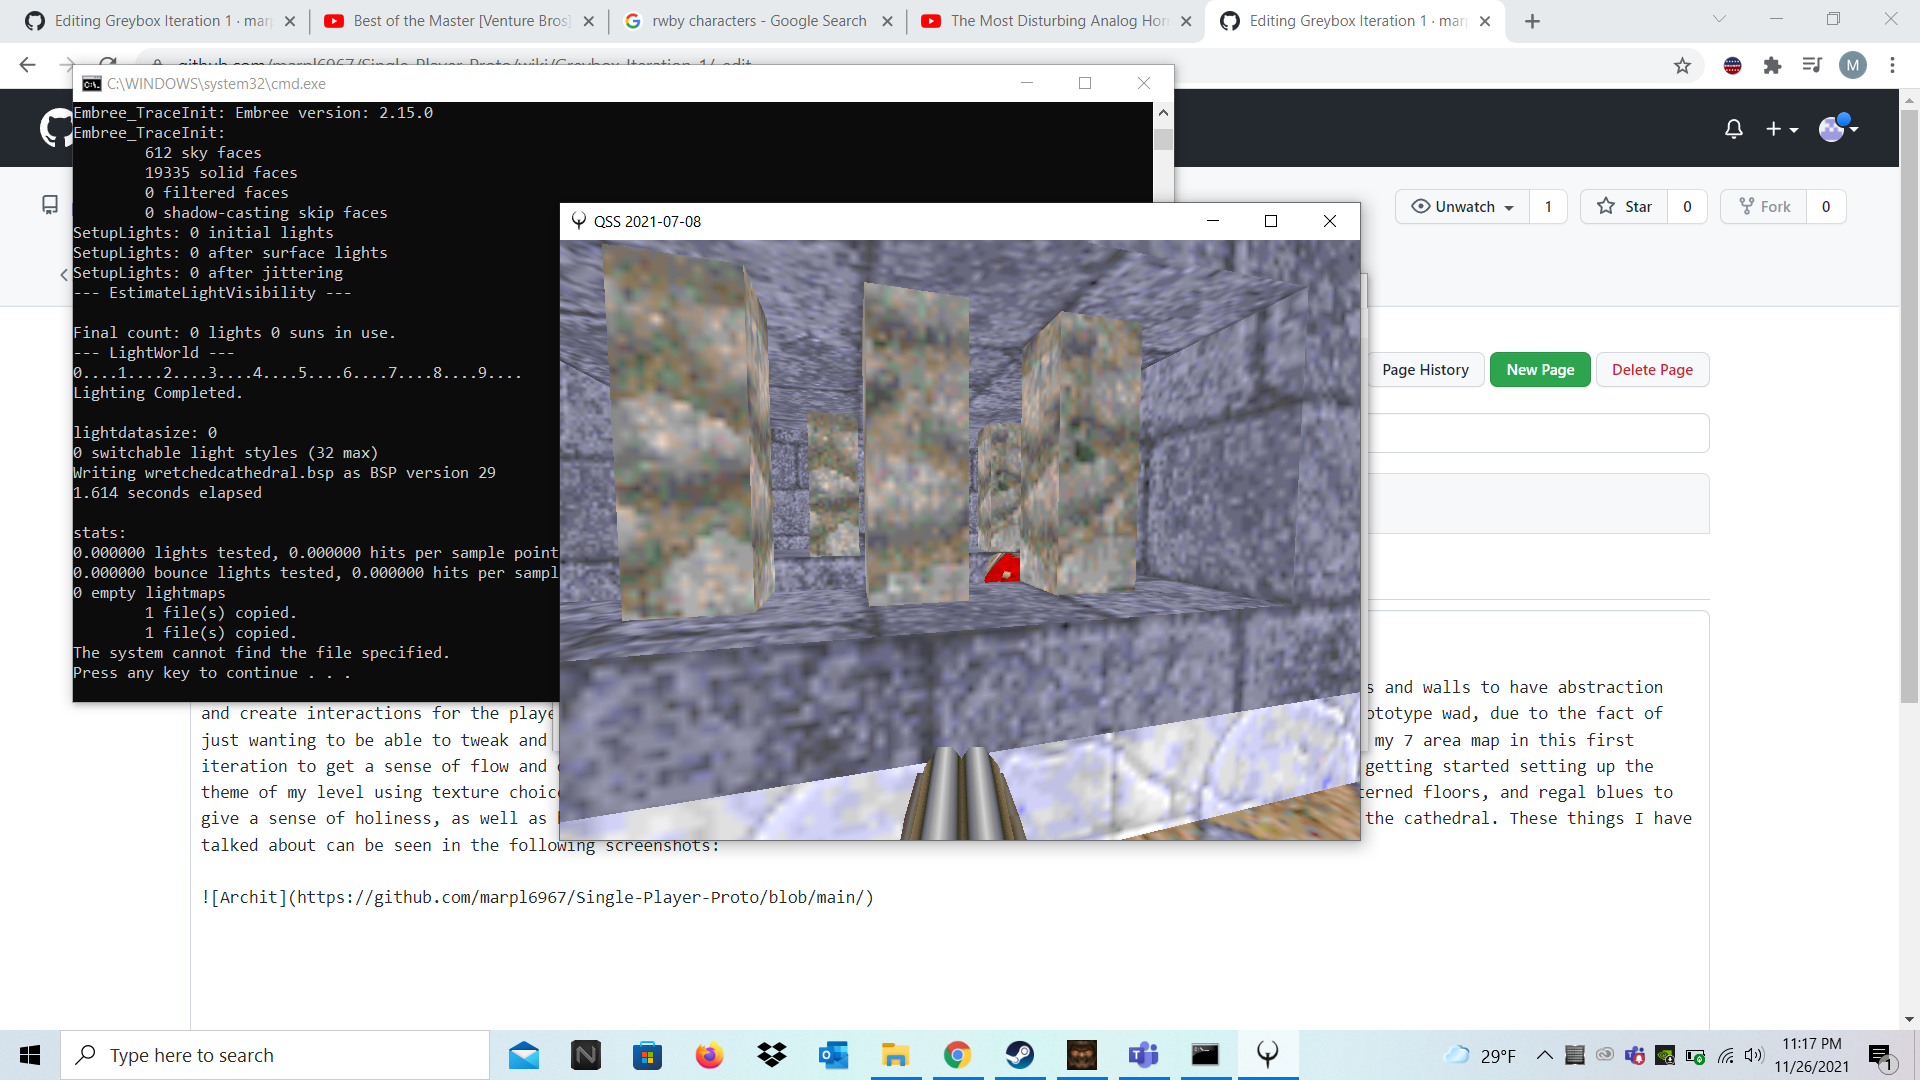 Editing Greybox Iteration 1 · marp
Best of the Master [Venture Bros]
rwby characters - Google Search
The Most Disturbing Analog Hor
Editing Greybox Iteration 1 · marp
github.com/marpl6967/Single-Player-Proto/wiki/Greybox-Iteration-1/_edit
M
C:\WINDOWS\system32\cmd.exe
Embree_TraceInit: Embree version: 2.15.0
Embree_TraceInit:
612 sky faces
19335 solid faces
0 filtered faces
0 shadow-casting skip faces
SetupLights: 0 initial lights
SetupLights: 0 after surface lights
SetupLights: 0 after jittering
--- EstimateLightVisibility ---
Final count: 0 lights 0 suns in use.
--- LightWorld ---
0....1....2....3....4....5....6....7....8....9....
Lighting Completed.
lightdatasize: 0
0 switchable light styles (32 max)
Writing wretchedcathedral.bsp as BSP version 29
1.614 seconds elapsed
stats:
0.000000 lights tested, 0.000000 hits per sample point
0.000000 bounce lights tested, 0.000000 hits per sampl
0 empty lightmaps
1 file(s) copied.
1 file(s) copied.
The system cannot find the file specified.
Press any key to continue . . .
QSS 2021-07-08
Unwatch 1
Star 0
Fork 0
Page History
New Page
Delete Page
s and walls to have abstraction
and create interactions for the playe ototype wad, due to the fact of
just wanting to be able to tweak and my 7 area map in this first
iteration to get a sense of flow and getting started setting up the
theme of my level using texture choic terned floors, and regal blues to
give a sense of holiness, as well as the cathedral. These things I have
talked about can be seen in the following screenshots:
![Archit](https://github.com/marpl6967/Single-Player-Proto/blob/main/)
Type here to search
29°F
11:17 PM
11/26/2021
1